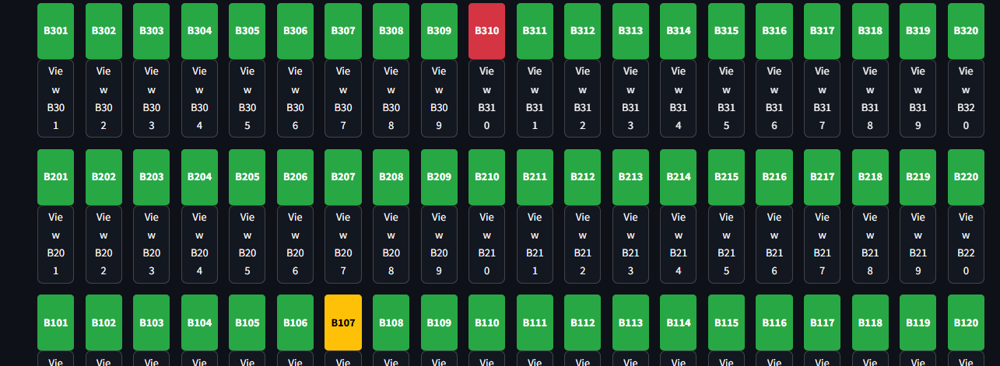 B301 B302 B303 B304 B305 B306 B307 B308 B309 B310 B311 B312 B313 B314 B315 B316 B317 B318 B319 B320
Vie Vie Vie Vie Vie Vie Vie Vie Vie Vie Vie Vie Vie Vie Vie Vie Vie Vie Vie Vie
w w w w w w w w w w w w w w w w w w w w
B30 B30 B30 B30 B30 B30 B30 B30 B30 B31 B31 B31 B31 B31 B31 B31 B31 B31 B31 B32
1 2 3 4 5 6 7 8 9 0 1 2 3 4 5 6 7 8 9 0
B201 B202 B203 B204 B205 B206 B207 B208 B209 B210 B211 B212 B213 B214 B215 B216 B217 B218 B219 B220
Vie Vie Vie Vie Vie Vie Vie Vie Vie Vie Vie Vie Vie Vie Vie Vie Vie Vie Vie Vie
w w w w w w w w w w w w w w w w w w w w
B20 B20 B20 B20 B20 B20 B20 B20 B20 B21 B21 B21 B21 B21 B21 B21 B21 B21 B21 B22
1 2 3 4 5 6 7 8 9 0 1 2 3 4 5 6 7 8 9 0
B101 B102 B103 B104 B105 B106 B107 B108 B109 B110 B111 B112 B113 B114 B115 B116 B117 B118 B119 B120
Vie Vie Vie Vie Vie Vie Vie Vie Vie Vie Vie Vie Vie Vie Vie Vie Vie Vie Vie Vie